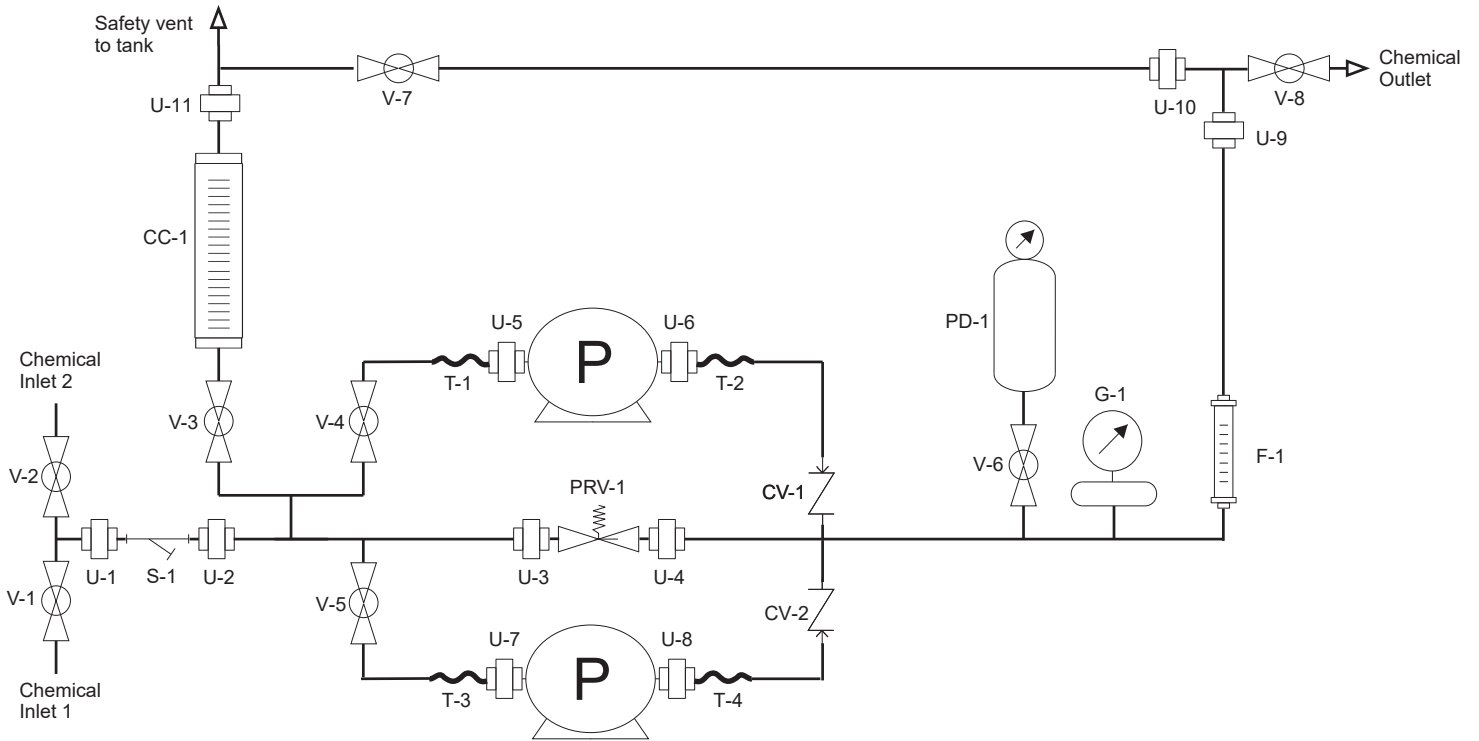 Safety vent
to tank
Chemical
Outlet
V-7
U-10
V-8
U-11
U-9
CC-1
U-5
U-6
PD-1
Chemical
Inlet 2
P
T-1
T-2
G-1
V-3
V-4
V-6
F-1
V-2
PRV-1
CV-1
U-1
S-1
U-2
U-3
U-4
V-1
V-5
CV-2
U-7
U-8
P
Chemical
Inlet 1
T-3
T-4